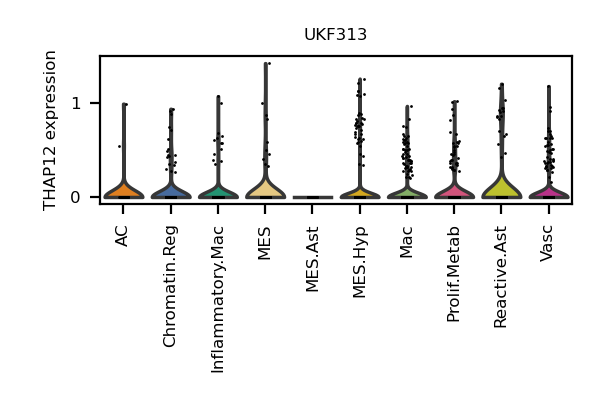 UKF313
THAP12 expression
1
0
AC
Chromatin.Reg
Inflammatory.Mac
MES
MES.Ast
MES.Hyp
Mac
Prolif.Metab
Reactive.Ast
Vasc